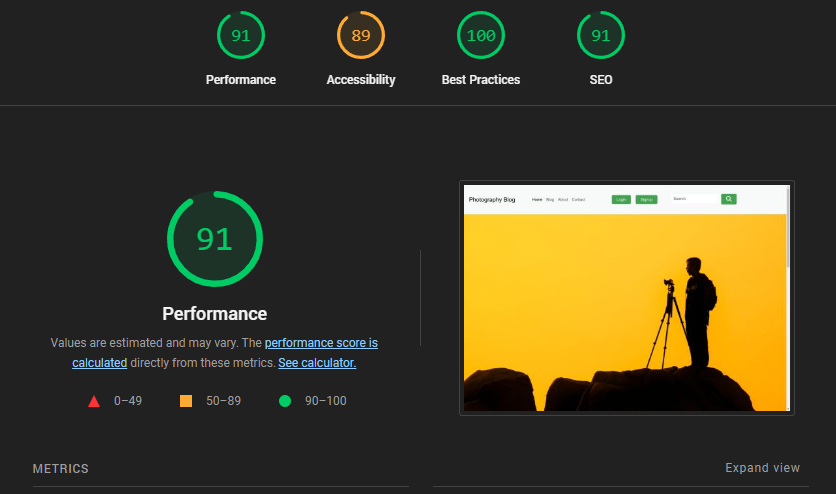 91
89
100
91
Performance
Accessibility
Best Practices
SEO
91
Performance
Values are estimated and may vary. The performance score is
calculated directly from these metrics. See calculator.
0–49
50–89
90–100
Photography Blog
Home
Blog
About
Contact
Login
Signup
Search
METRICS
Expand view